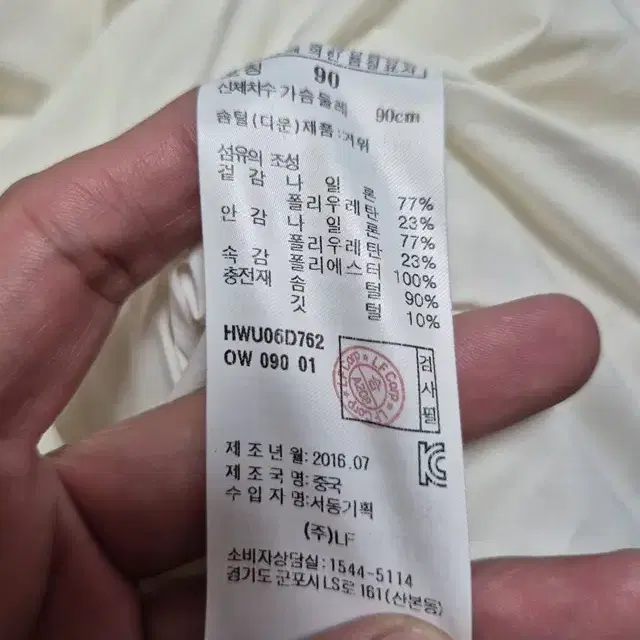 호칭 90
신체치수 가슴둘레 90cm
솜털(다운)제품:거위
섬유의 조성
겉감 나일론 77%
폴리우레탄 23%
안감 나일론 77%
폴리우레탄 23%
속감 폴리에스터 100%
충전재 솜털 90%
깃털 10%
HWU06D762
OW 090 01
LF Corp
검사필
제조년월:2016.07
제조국명:중국
수입자명:서동기획
(주)LF
소비자상담실:1544-5114
경기도 군포시LS로 161(산본동)